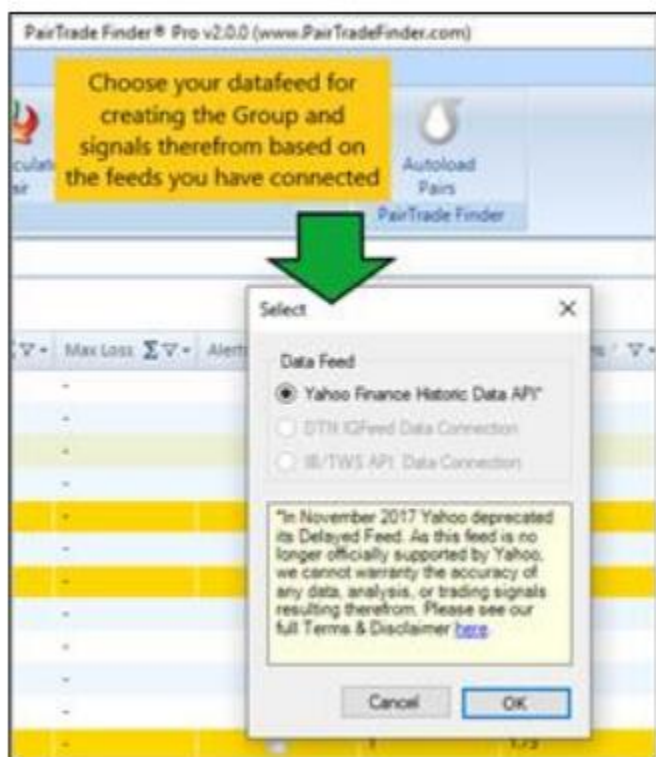 PairTrade Finder® Pro v2.0.0 (www.PairTradeFinder.com)
Choose your datafeed for
creating the Group and
signals therefrom based on
the feeds you have connected
Autoload
Pairs
PairTrade Finder
Select
Max Loss
Data Feed
Yahoo Finance Historic Data API*
DTN IQFeed Data Connection
IB/TWS API Data Connection
*In November 2017 Yahoo deprecated
its Delayed Feed. As this feed is no
longer officially supported by Yahoo,
we cannot warranty the accuracy of
any data, analysis, or trading signals
resulting therefrom. Please see our
full Terms & Disclaimer here.
Cancel OK
1 1.75